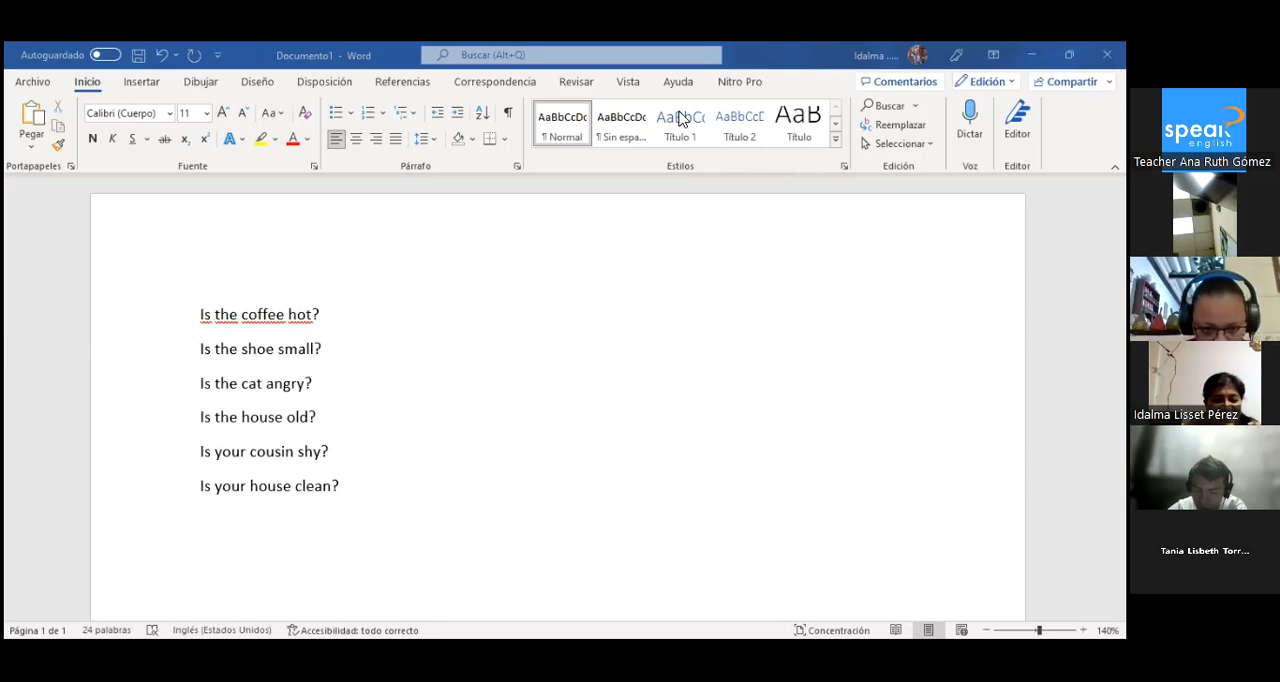 Autoguardado
Documento1 - Word
Buscar (Alt+Q)
Idalma .....
Archivo Inicio Insertar Dibujar Diseño Disposición Referencias Correspondencia Revisar Vista Ayuda Nitro Pro
Comentarios Edición Compartir
Pegar
Calibri (Cuerpo) 11
N K S ab x₂ x²
AaBbCcDc AaBbCcDc AaBbCc AaBbCcD AaB
¶ Normal ¶ Sin espa... Título 1 Título 2 Título
Buscar
Reemplazar
Seleccionar
Dictar
Editor
Portapapeles Fuente Párrafo Estilos Edición Voz Editor
Is the coffee hot?
Is the shoe small?
Is the cat angry?
Is the house old?
Is your cousin shy?
Is your house clean?
Página 1 de 1 24 palabras Inglés (Estados Unidos) Accesibilidad: todo correcto Concentración 140%
speak
english
Teacher Ana Ruth Gómez
Idalma Lisset Pérez
Tania Lisbeth Torr...